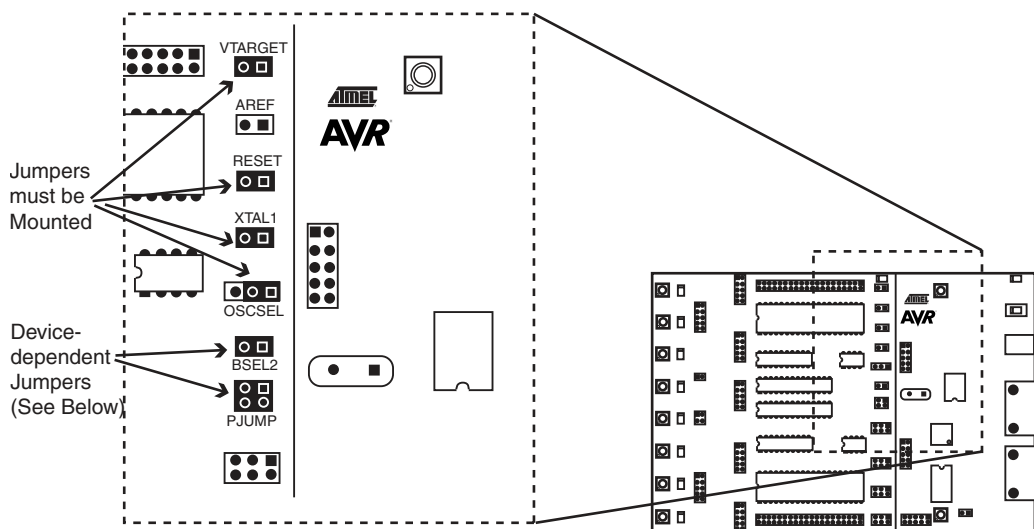 VTARGET
ATMEL
AVR
AREF
RESET
Jumpers
must be
Mounted
XTAL1
OSCSEL
Device-
dependent
Jumpers
(See Below)
BSEL2
PJUMP
ATMEL
AVR